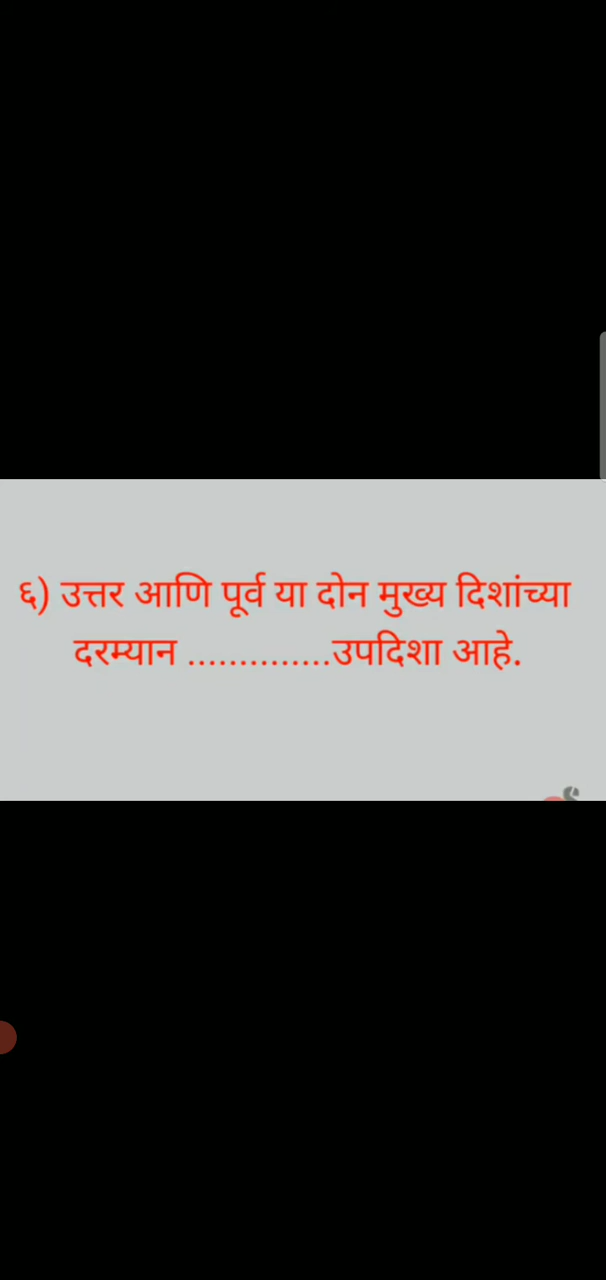 ६) उत्तर आणि पूर्व या दोन मुख्य दिशांच्या
दरम्यान ..............उपदिशा आहे.